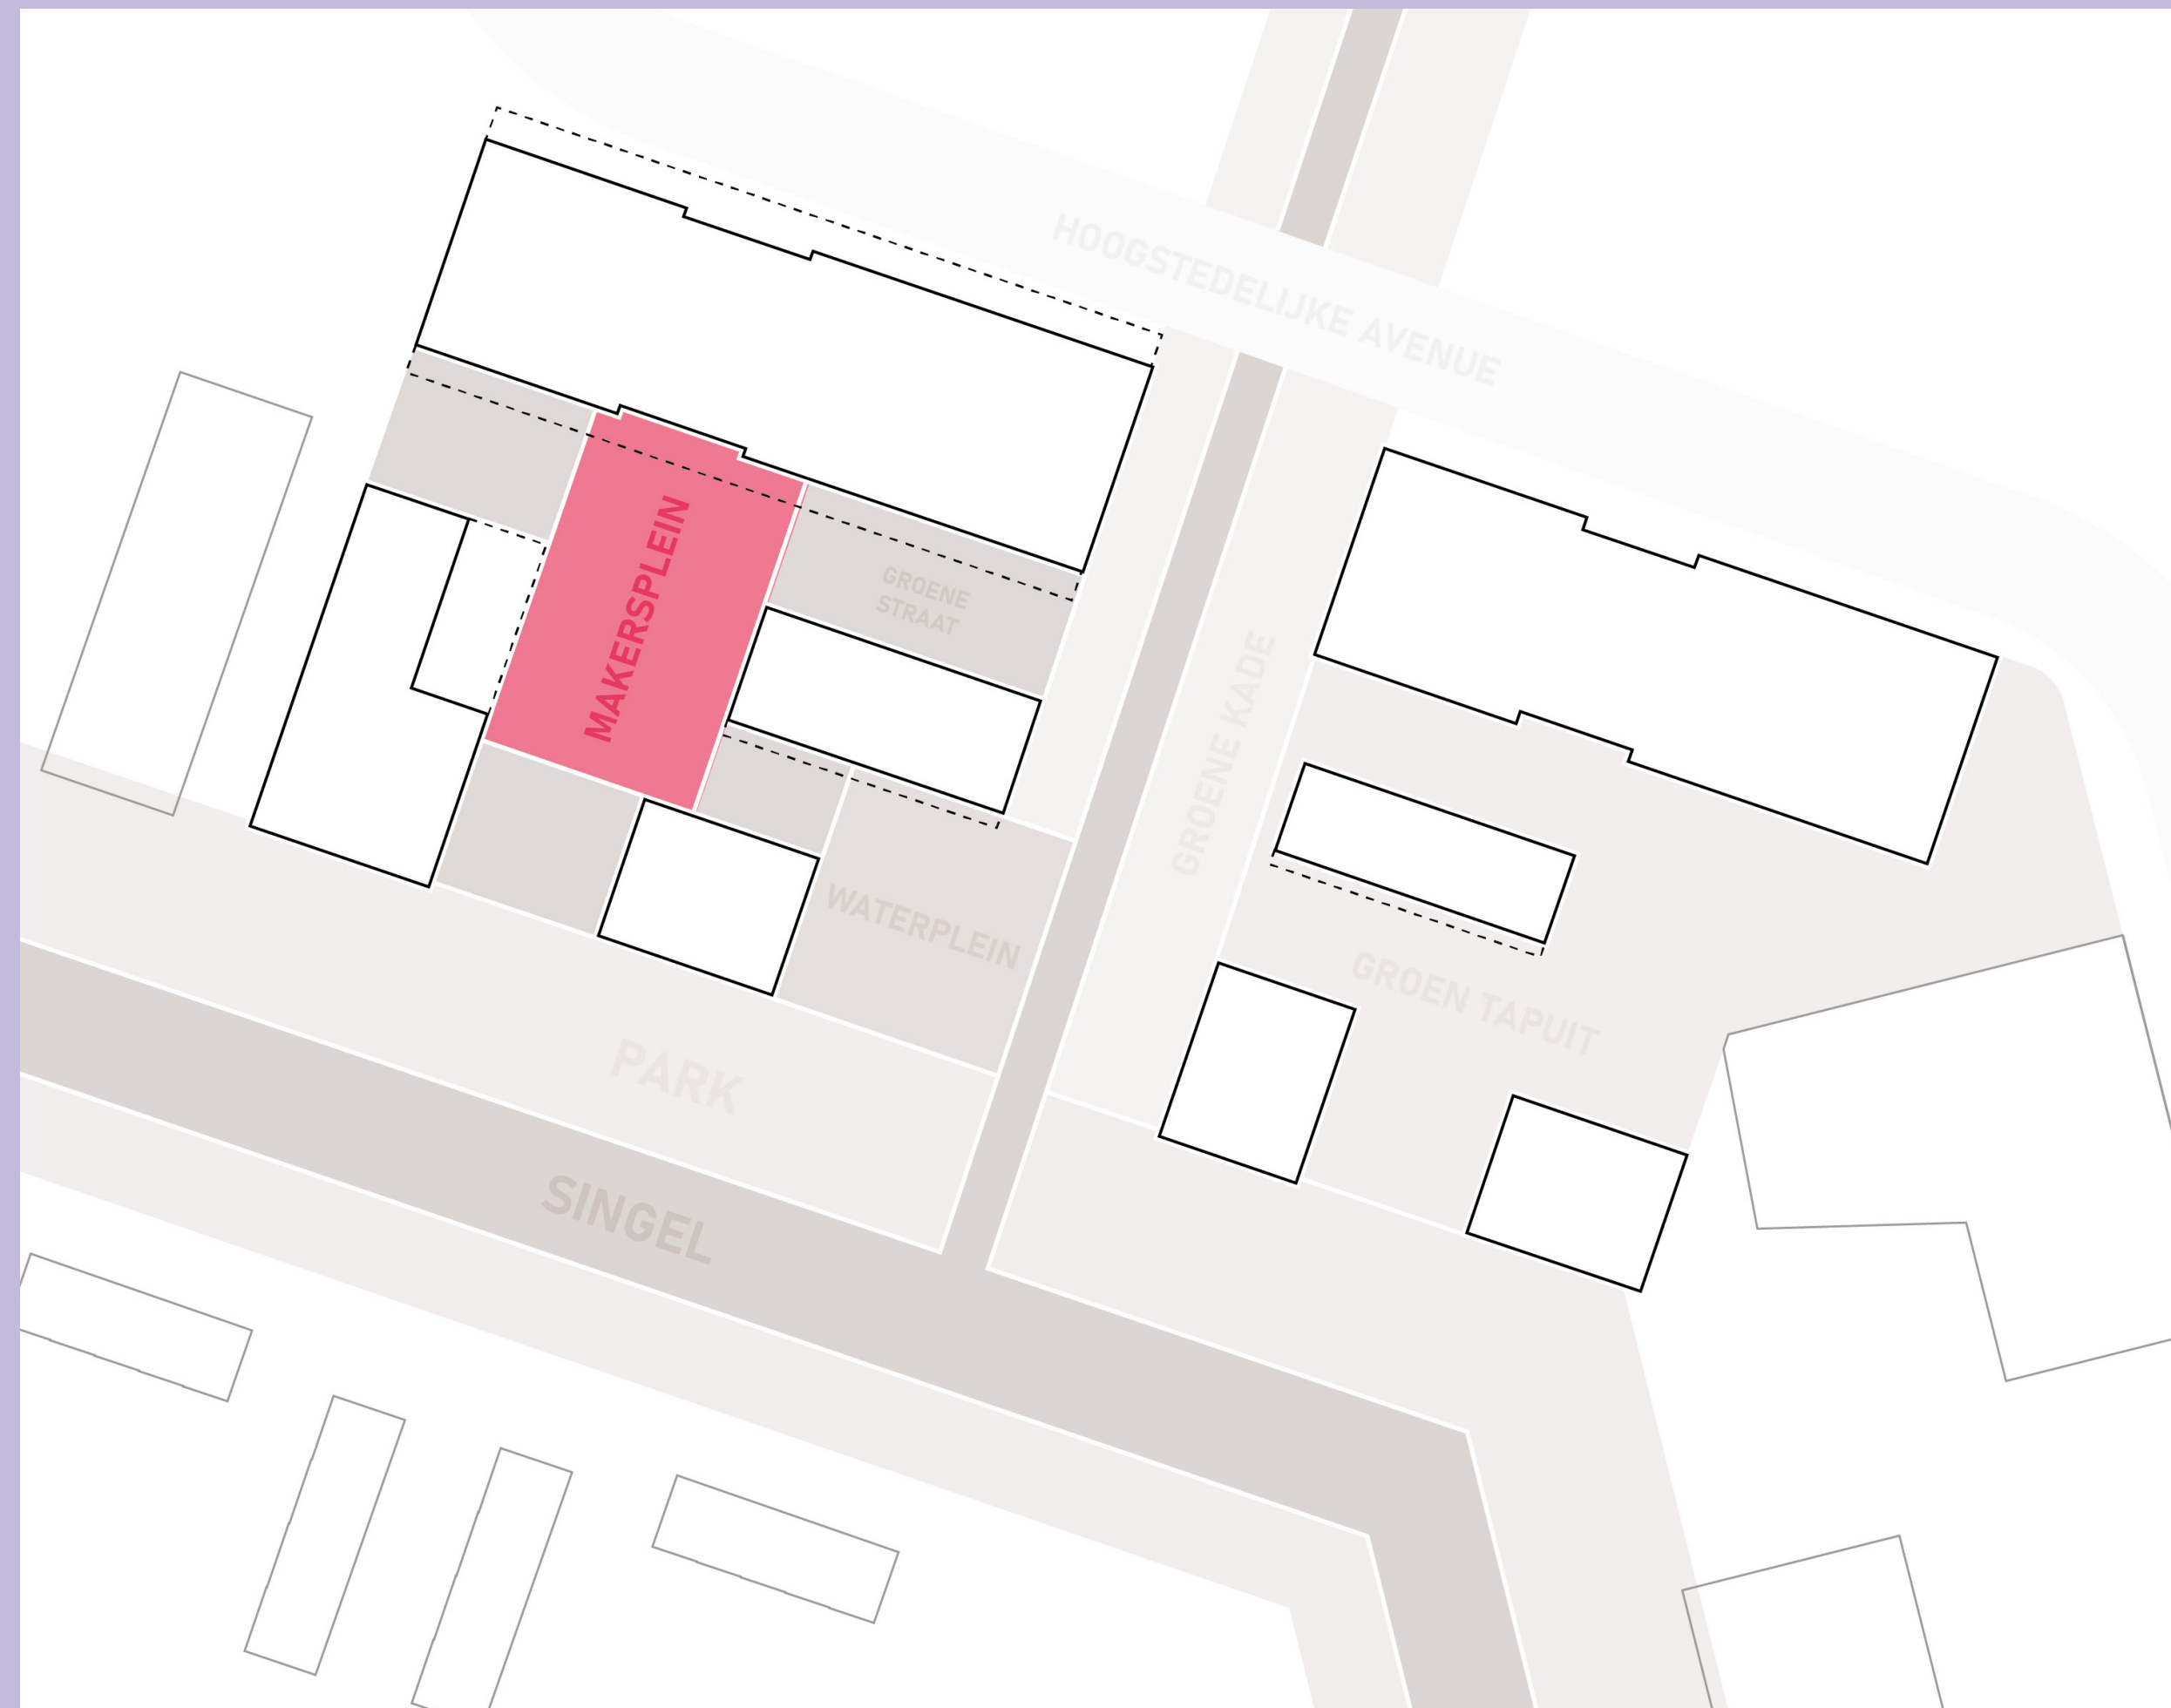 HOOGSTEDELIJKE AVENUE
MAKERSPLEIN
GROENE
STRAAT
GROENE KADE
WATERPLEIN
GROEN TAPUIT
PARK
SINGEL